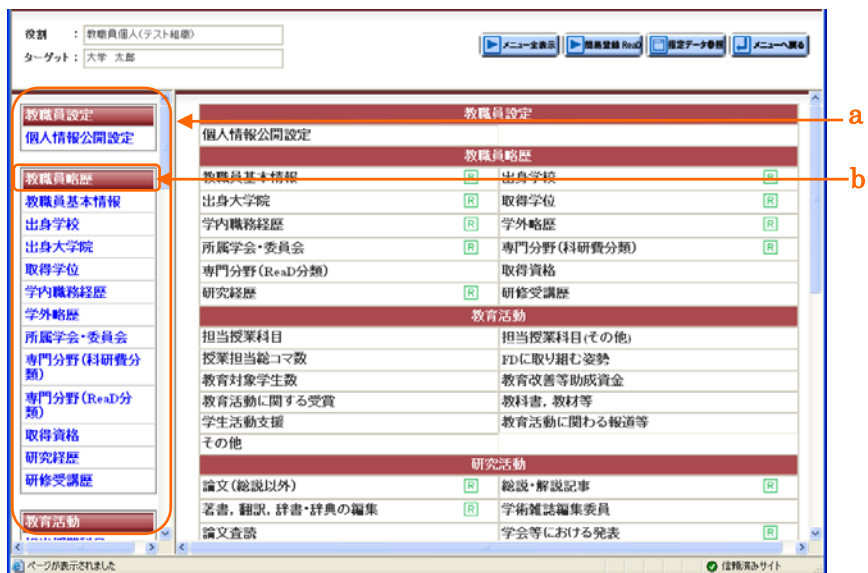 役割 : 教職員個人(テスト組織)
ターゲット : 大学 太郎
メニュー全表示 簡易登録 ReaD 指定データ参照 メニューへ戻る
教職員設定
個人情報公開設定
教職員略歴
教職員基本情報
出身学校
出身大学院
取得学位
学内職務経歴
学外略歴
所属学会・委員会
専門分野(科研費分
類)
専門分野(ReaD分
類)
取得資格
研究経歴
研修受講歴
教育活動
教職員設定
個人情報公開設定
教職員略歴
教職員基本情報 R 出身学校 R
出身大学院 R 取得学位 R
学内職務経歴 R 学外略歴 R
所属学会・委員会 R 専門分野(科研費分類) R
専門分野(ReaD分類) 取得資格
研究経歴 R 研修受講歴
教育活動
担当授業科目 担当授業科目(その他)
授業担当総コマ数 FDに取り組む姿勢
教育対象学生数 教育改善等助成資金
教育活動に関する受賞 教科書, 教材等
学生活動支援 教育活動に関わる報道等
その他
研究活動
論文(総説以外) R 総説・解説記事 R
著書, 翻訳, 辞書・辞典の編集 R 学術雑誌編集委員
論文査読 学会等における発表 R
a
b
ページが表示されました 信頼済みサイト